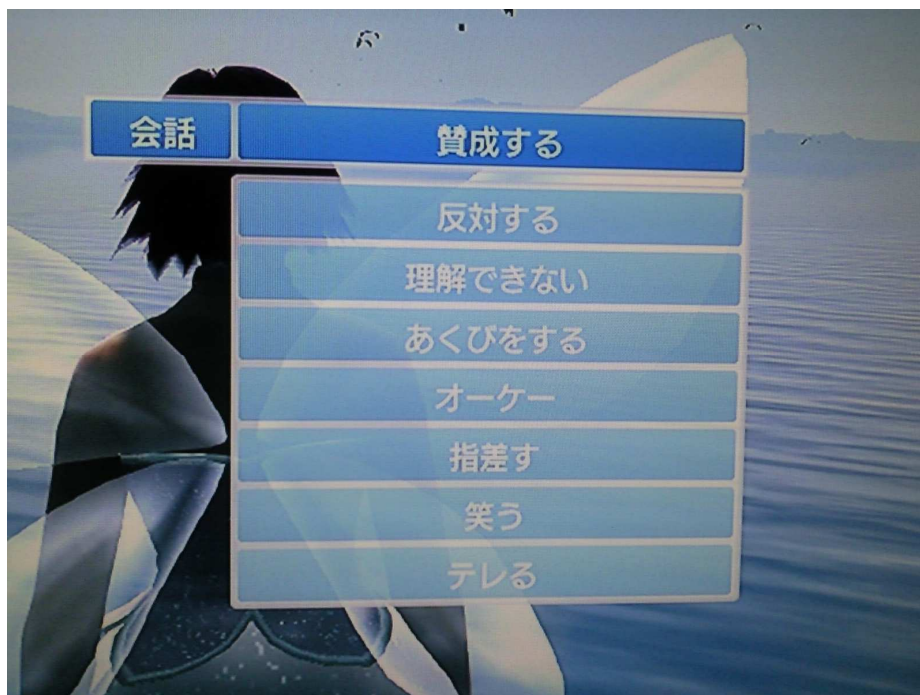 会話 賛成する
反対する
理解できない
あくびをする
オーケー
指差す
笑う
テレる